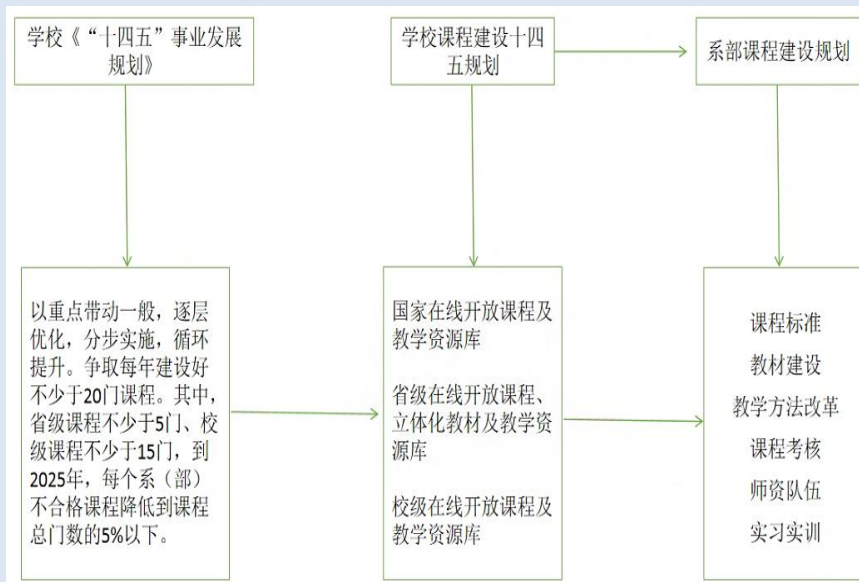 学校《“十四五”事业发展
规划》
学校课程建设十四
五规划
系部课程建设规划
以重点带动一般，逐层
优化，分步实施，循环
提升。争取每年建设好
不少于20门课程。其中，
省级课程不少于5门、校
级课程不少于15门，到
2025年，每个系（部）
不合格课程降低到课程
总门数的5%以下。
国家在线开放课程及
教学资源库
省级在线开放课程、
立体化教材及教学资
源库
校级在线开放课程及
教学资源库
课程标准
教材建设
教学方法改革
课程考核
师资队伍
实习实训